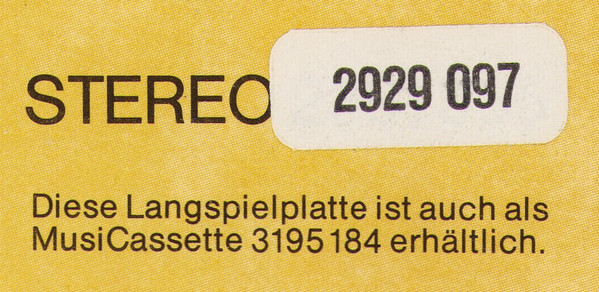 STEREO 2929 097
Diese Langspielplatte ist auch als
MusiCassette 3195 184 erhältlich.